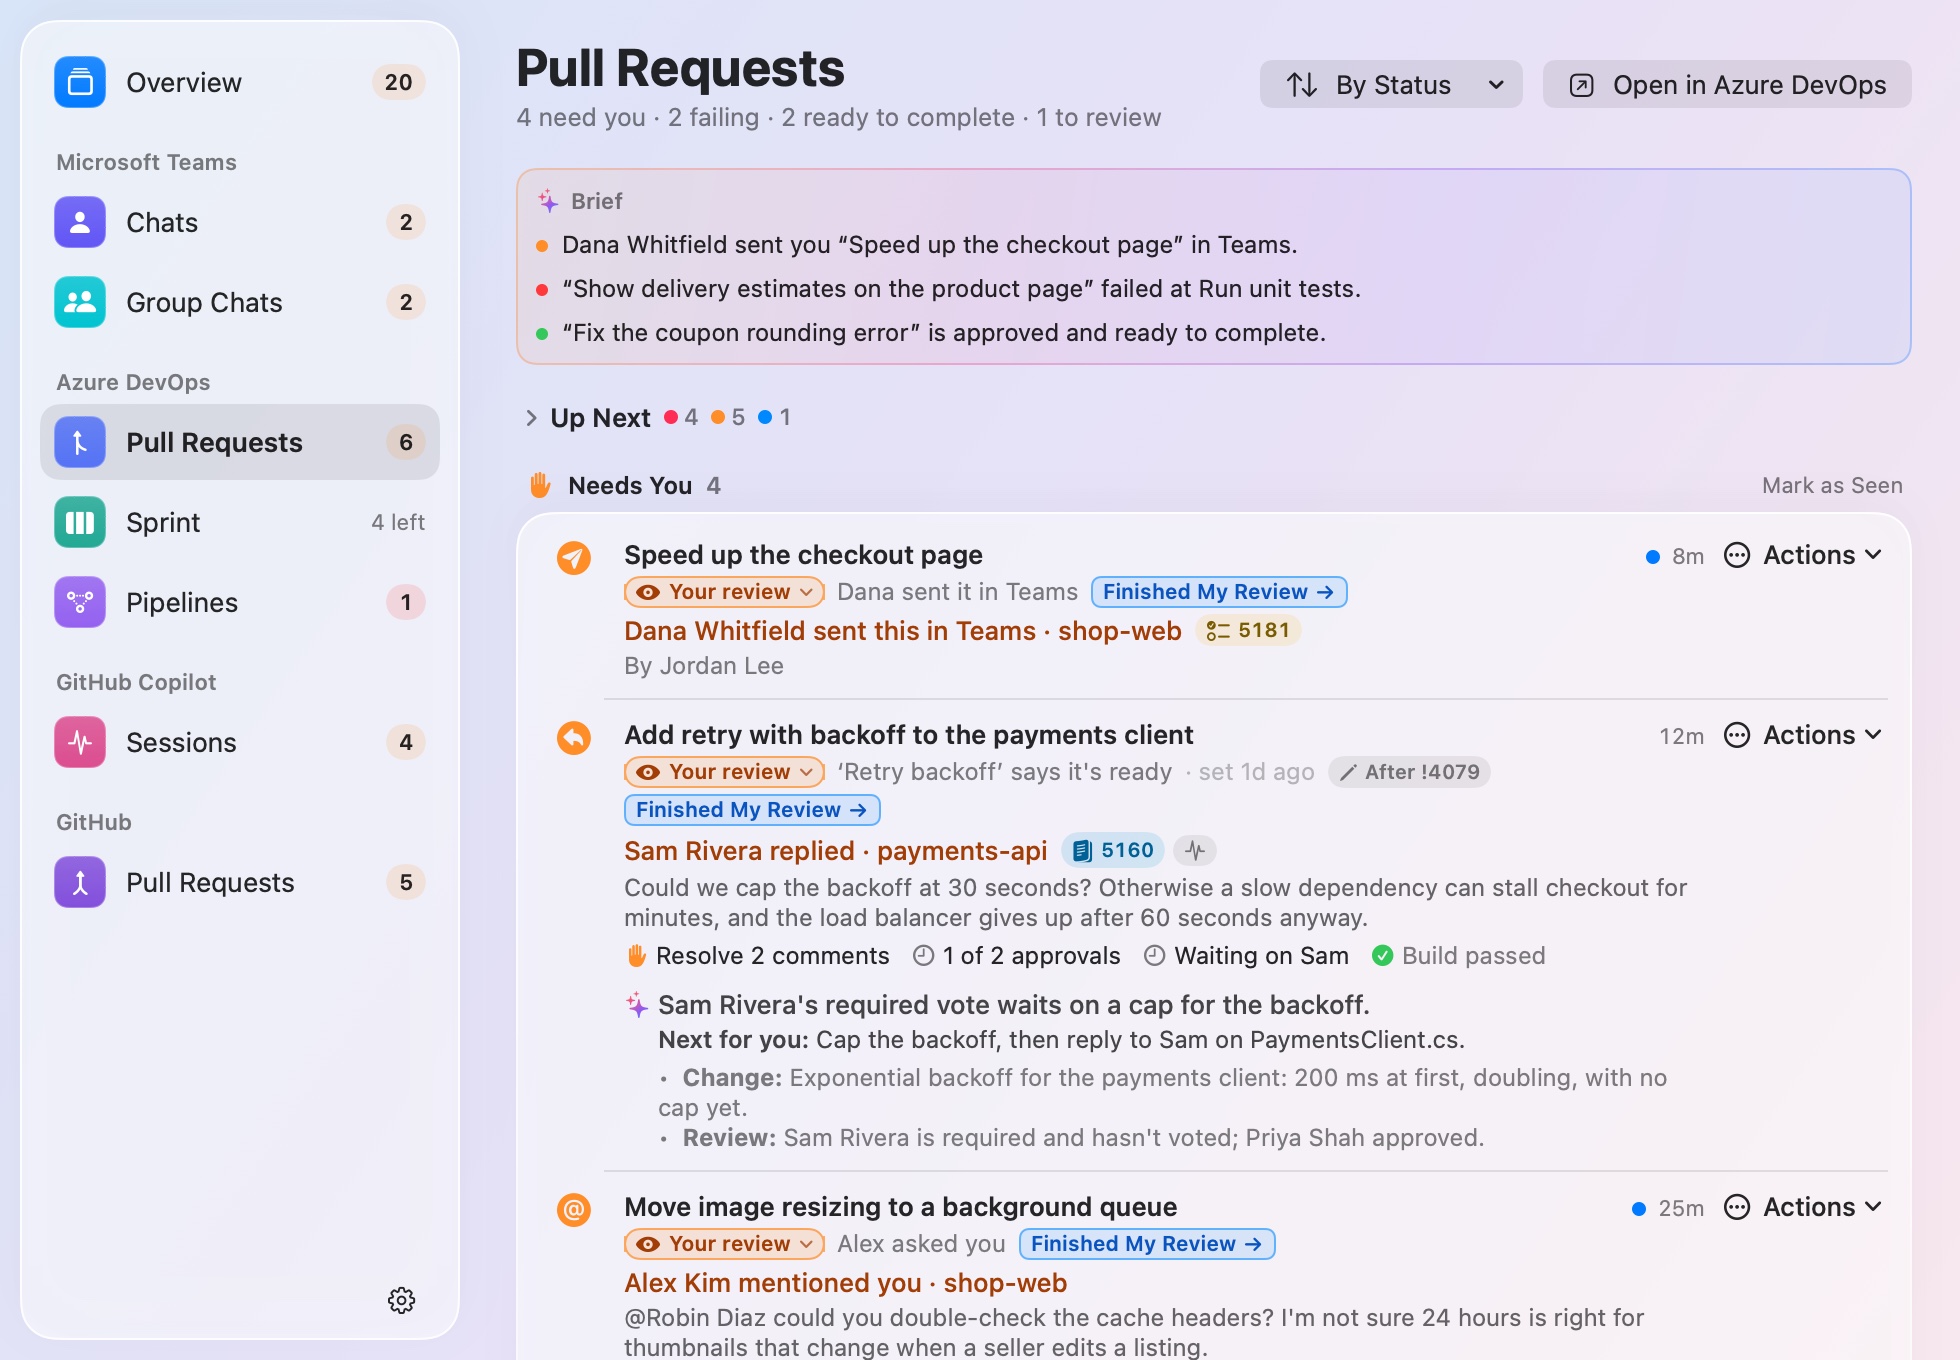 Overview 20
Microsoft Teams
Chats 2
Group Chats 2
Azure DevOps
Pull Requests 6
Sprint 4 left
Pipelines 1
GitHub Copilot
Sessions 4
GitHub
Pull Requests 5
Pull Requests
4 need you · 2 failing · 2 ready to complete · 1 to review
By Status
Open in Azure DevOps
Brief
Dana Whitfield sent you “Speed up the checkout page” in Teams.
“Show delivery estimates on the product page” failed at Run unit tests.
“Fix the coupon rounding error” is approved and ready to complete.
Up Next 4 5 1
Needs You 4 Mark as Seen
Speed up the checkout page 8m Actions
Your review Dana sent it in Teams Finished My Review →
Dana Whitfield sent this in Teams · shop-web 5181
By Jordan Lee
Add retry with backoff to the payments client 12m Actions
Your review ‘Retry backoff’ says it's ready · set 1d ago After !4079
Finished My Review →
Sam Rivera replied · payments-api 5160
Could we cap the backoff at 30 seconds? Otherwise a slow dependency can stall checkout for
minutes, and the load balancer gives up after 60 seconds anyway.
Resolve 2 comments 1 of 2 approvals Waiting on Sam Build passed
Sam Rivera's required vote waits on a cap for the backoff.
Next for you: Cap the backoff, then reply to Sam on PaymentsClient.cs.
• Change: Exponential backoff for the payments client: 200 ms at first, doubling, with no
cap yet.
• Review: Sam Rivera is required and hasn't voted; Priya Shah approved.
Move image resizing to a background queue 25m Actions
Your review Alex asked you Finished My Review →
Alex Kim mentioned you · shop-web
@Robin Diaz could you double-check the cache headers? I'm not sure 24 hours is right for
thumbnails that change when a seller edits a listing.